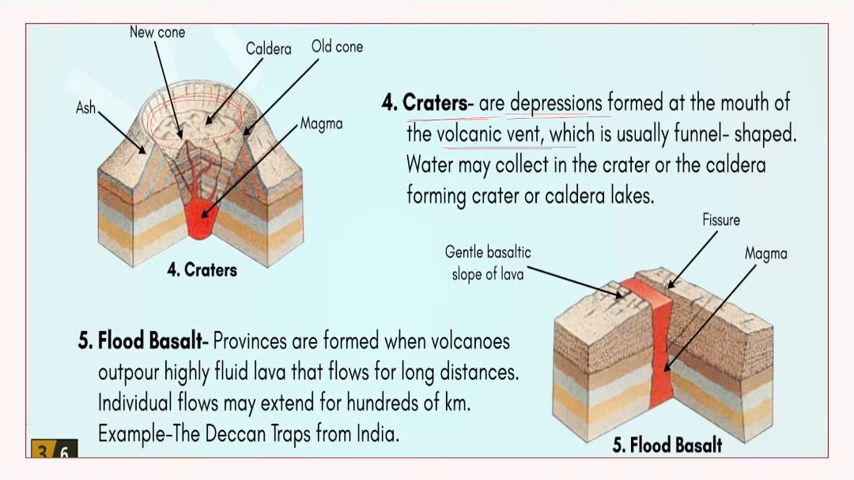 New cone
Caldera
Old cone
Ash
Magma
4. Craters
4. Craters- are depressions formed at the mouth of
the volcanic vent, which is usually funnel- shaped.
Water may collect in the crater or the caldera
forming crater or caldera lakes.
Fissure
Gentle basaltic
slope of lava
Magma
5. Flood Basalt- Provinces are formed when volcanoes
outpour highly fluid lava that flows for long distances.
Individual flows may extend for hundreds of km.
Example-The Deccan Traps from India.
5. Flood Basalt
3 6